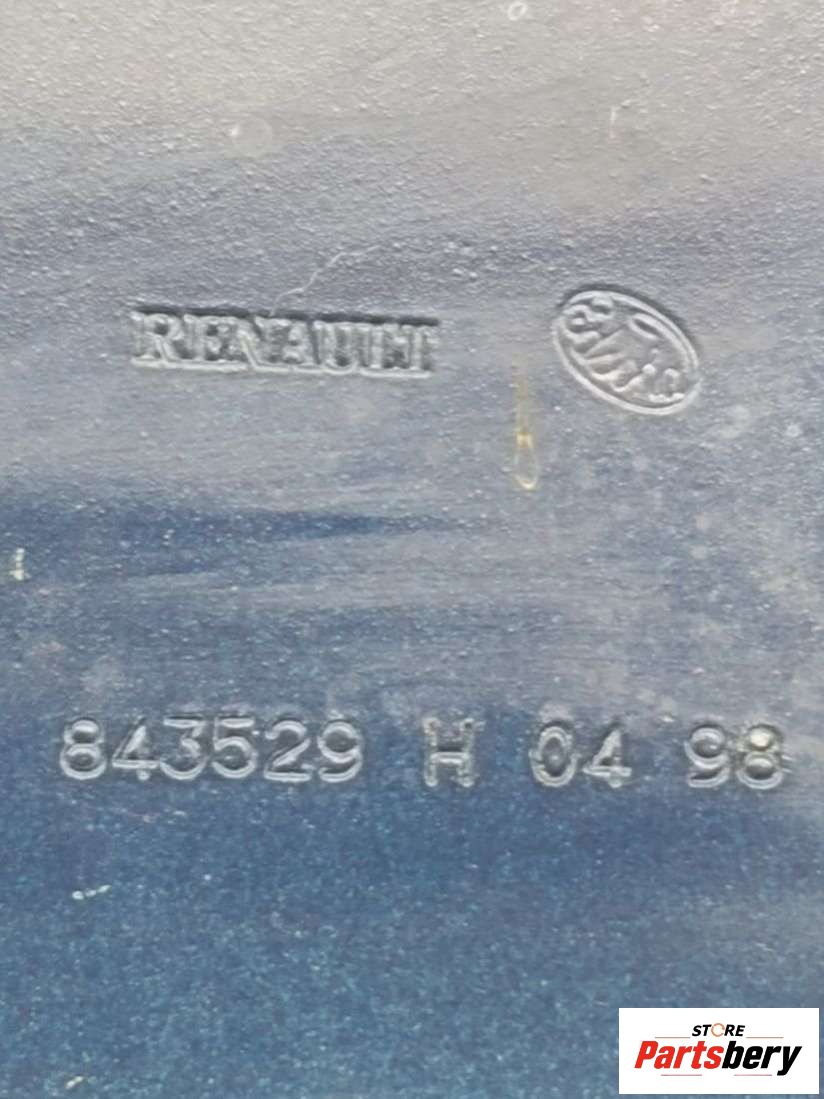 RENAULT
843529 H 04 98
STORE
Partsbery